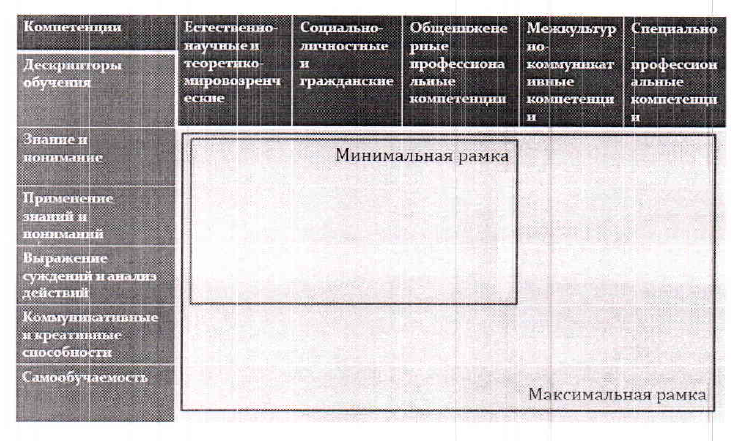 Компетенции
Естественно-
научные и
теоретико-
мировозренч
еские
Социально-
личностные
и
гражданские
Общеинжене
рные
профессиона
льные
компетенции
Межкультур
но-
коммуникат
ивные
компетенци
и
Специально
-
профессион
альные
компетенци
и
Дескрипторы
обучения
Знание и
понимание
Применение
знаний и
пониманий
Выражение
суждений и анализ
действий
Коммуникативные
и креативные
способности
Самообучаемость
Минимальная рамка
Максимальная рамка